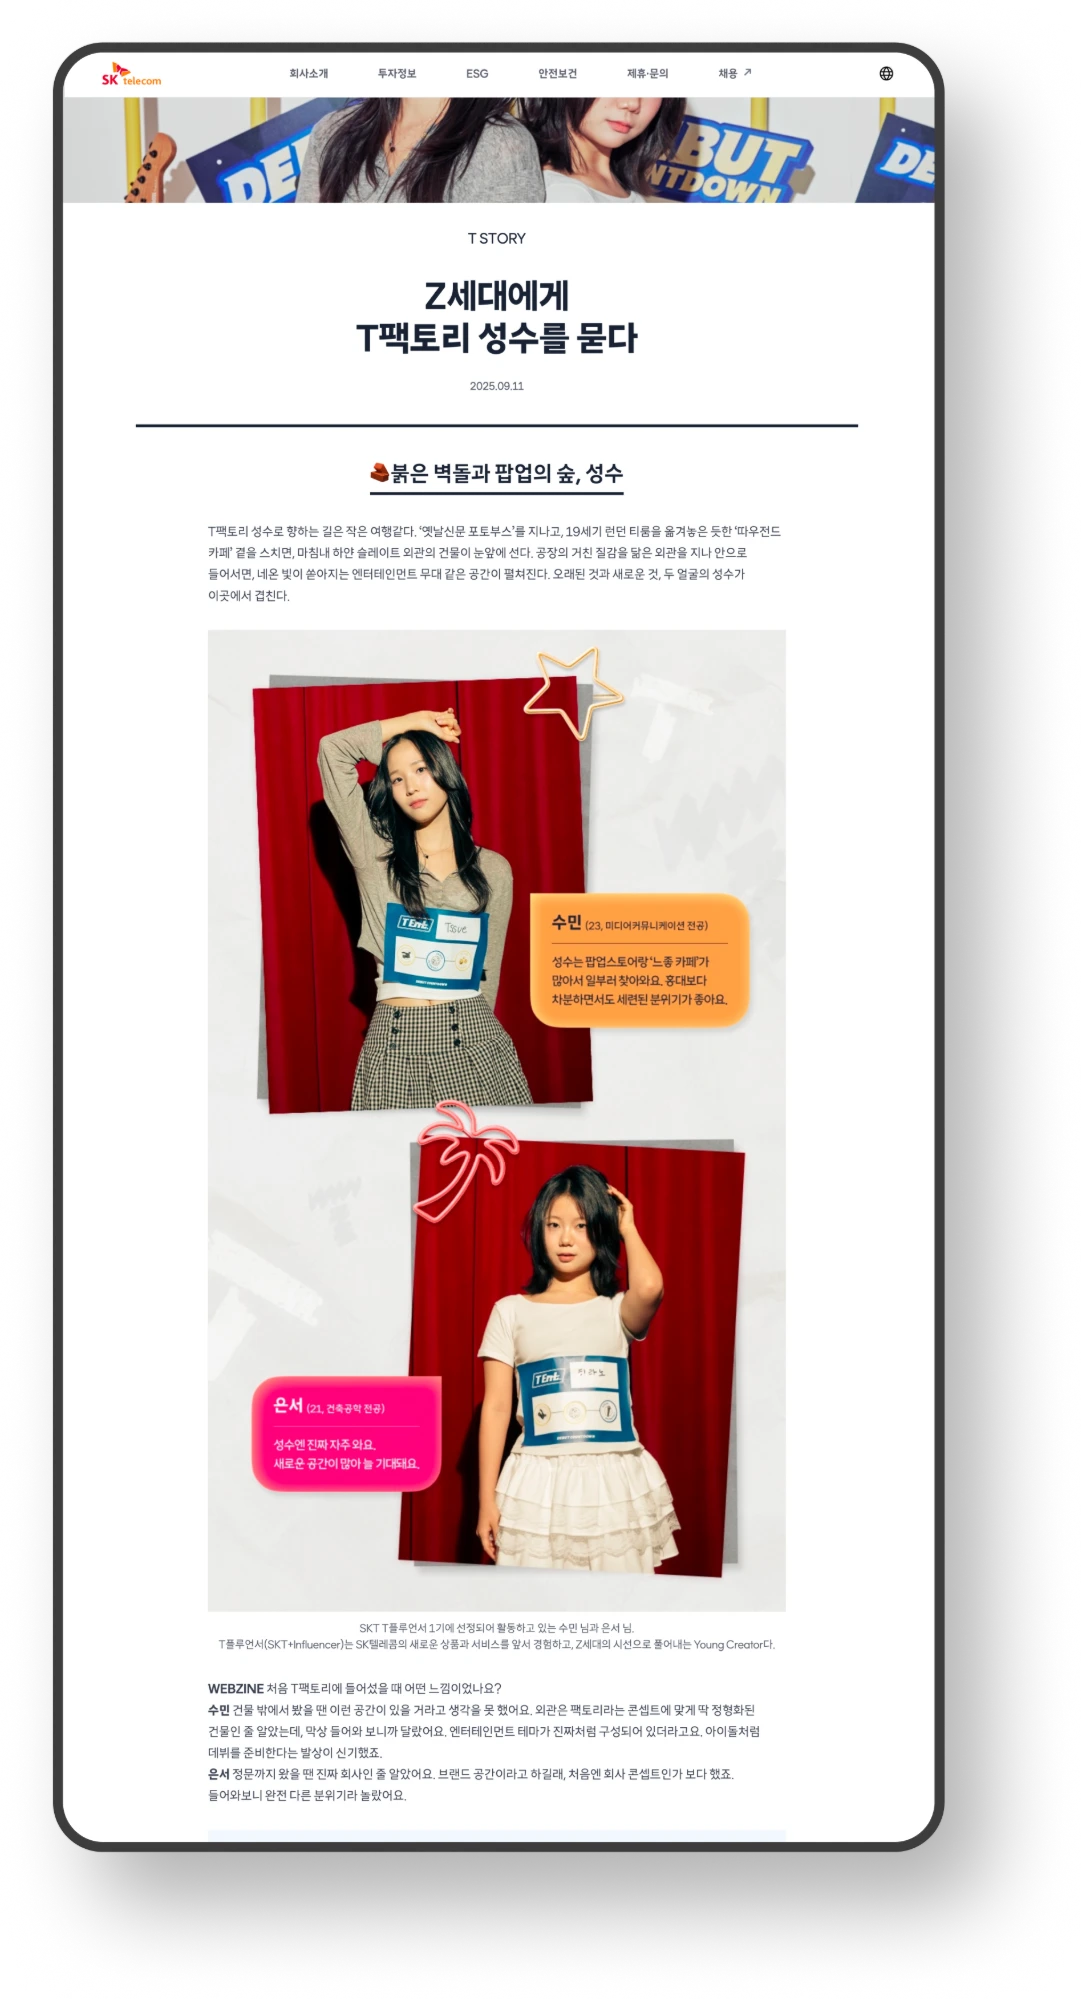 SK telecom
회사소개 투자정보 ESG 안전보건 제휴·문의 채용 ↗
DE
BUT
NTDOWN
DE
T STORY
Z세대에게
T팩토리 성수를 묻다
2025.09.11
붉은 벽돌과 팝업의 숲, 성수
T팩토리 성수로 향하는 길은 작은 여행같다. ‘옛날신문 포토부스’를 지나고, 19세기 런던 티룸을 옮겨놓은 듯한 ‘따우전드
카페’ 곁을 스치면, 마침내 하얀 슬레이트 외관의 건물이 눈앞에 선다. 공장의 거친 질감을 닮은 외관을 지나 안으로
들어서면, 네온 빛이 쏟아지는 엔터테인먼트 무대 같은 공간이 펼쳐진다. 오래된 것과 새로운 것, 두 얼굴의 성수가
이곳에서 겹친다.
TEnt.
Tissue
수민 (23, 미디어커뮤니케이션 전공)
성수는 팝업스토어랑 ‘느좋 카페’가
많아서 일부러 찾아와요. 홍대보다
차분하면서도 세련된 분위기가 좋아요.
TEnt.
은서 (21, 건축공학 전공)
성수엔 진짜 자주 와요.
새로운 공간이 많아 늘 기대돼요.
SKT T플루언서 1기에 선정되어 활동하고 있는 수민 님과 은서 님.
T플루언서(SKT+Influencer)는 SK텔레콤의 새로운 상품과 서비스를 앞서 경험하고, Z세대의 시선으로 풀어내는 Young Creator다.
WEBZINE 처음 T팩토리에 들어섰을 때 어떤 느낌이었나요?
수민 건물 밖에서 봤을 땐 이런 공간이 있을 거라고 생각을 못 했어요. 외관은 팩토리라는 콘셉트에 맞게 딱 정형화된
건물인 줄 알았는데, 막상 들어와 보니까 달랐어요. 엔터테인먼트 테마가 진짜처럼 구성되어 있더라고요. 아이돌처럼
데뷔를 준비한다는 발상이 신기했죠.
은서 정문까지 왔을 땐 진짜 회사인 줄 알았어요. 브랜드 공간이라고 하길래, 처음엔 회사 콘셉트인가 보다 했죠.
들어와보니 완전 다른 분위기라 놀랐어요.